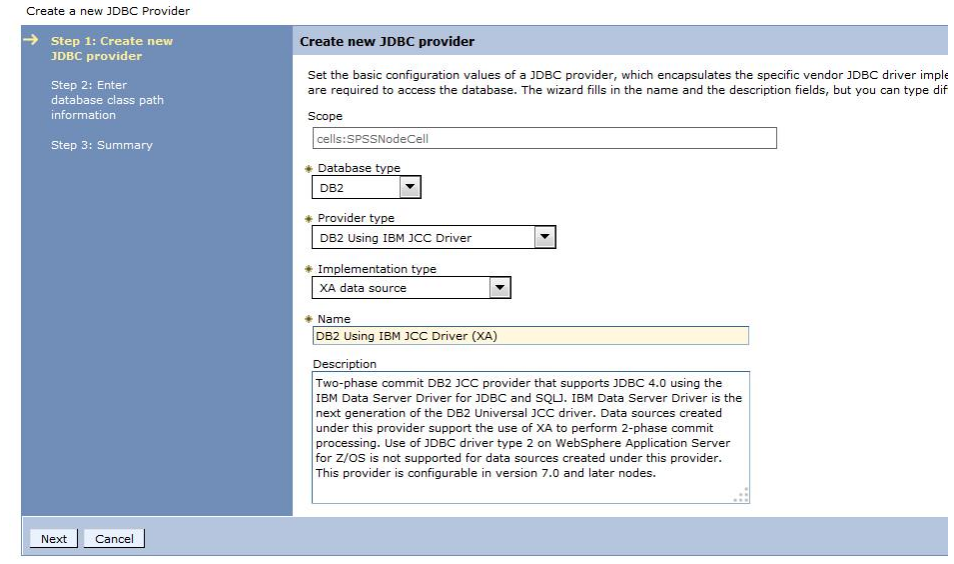 Create a new JDBC Provider
Step 1: Create new
JDBC provider
Step 2: Enter
database class path
information
Step 3: Summary
Create new JDBC provider
Set the basic configuration values of a JDBC provider, which encapsulates the specific vendor JDBC driver imple
are required to access the database. The wizard fills in the name and the description fields, but you can type dif
Scope
cells:SPSSNodeCell
Database type
DB2
Provider type
DB2 Using IBM JCC Driver
Implementation type
XA data source
Name
DB2 Using IBM JCC Driver (XA)
Description
Two-phase commit DB2 JCC provider that supports JDBC 4.0 using the
IBM Data Server Driver for JDBC and SQLJ. IBM Data Server Driver is the
next generation of the DB2 Universal JCC driver. Data sources created
under this provider support the use of XA to perform 2-phase commit
processing. Use of JDBC driver type 2 on WebSphere Application Server
for Z/OS is not supported for data sources created under this provider.
This provider is configurable in version 7.0 and later nodes.
Next Cancel